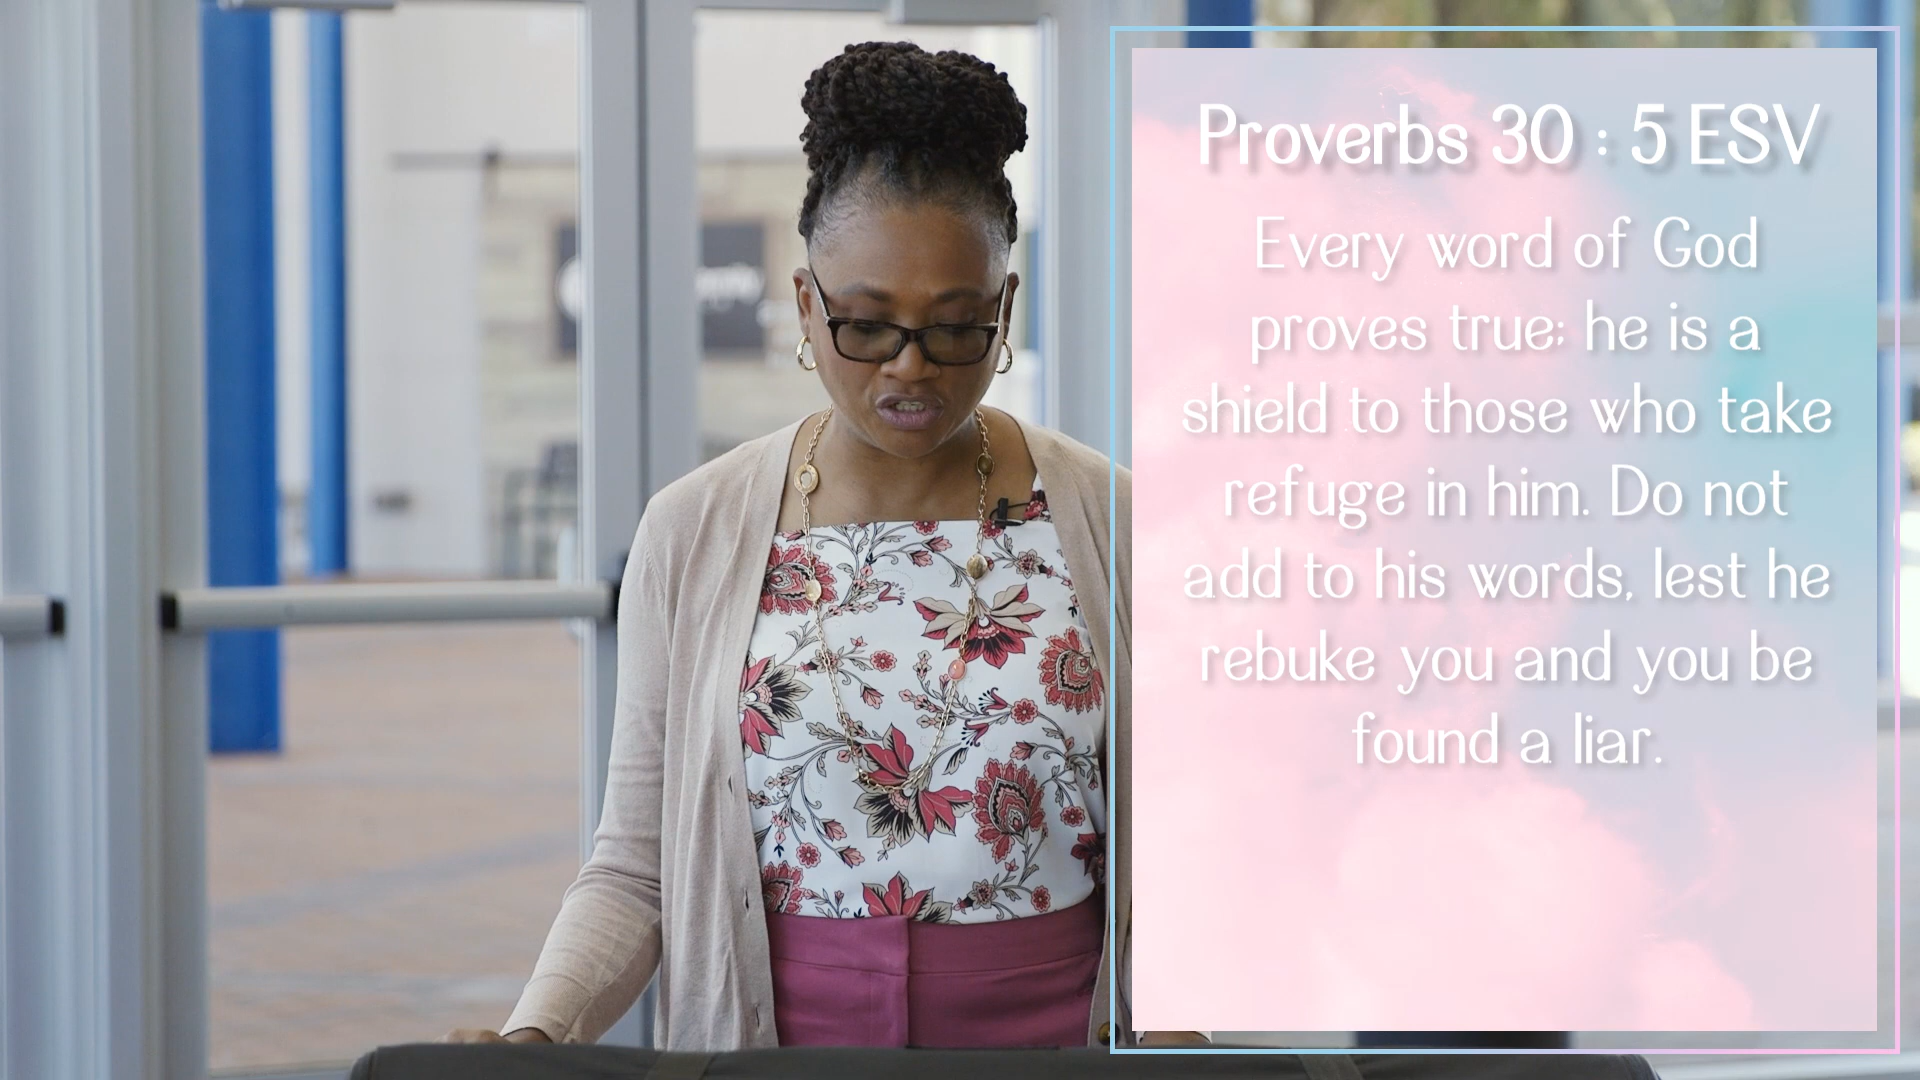 Proverbs 30 : 5 ESV
Every word of God
proves true; he is a
shield to those who take
refuge in him. Do not
add to his words, lest he
rebuke you and you be
found a liar.